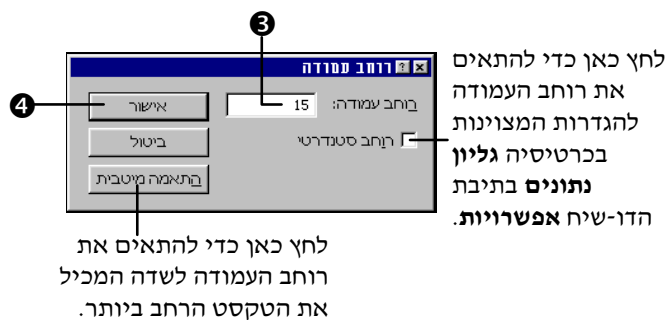 ❸
רוחב עמודה
רוחב עמודה: 15
❹
אישור
רוחב סטנדרטי
ביטול
התאמה מיטבית
לחץ כאן כדי להתאים
את רוחב העמודה
להגדרות המצוינות
בכרטיסיה גליון
נתונים בתיבת
הדו-שיח אפשרויות.
לחץ כאן כדי להתאים את
רוחב העמודה לשדה המכיל
את הטקסט הרחב ביותר.